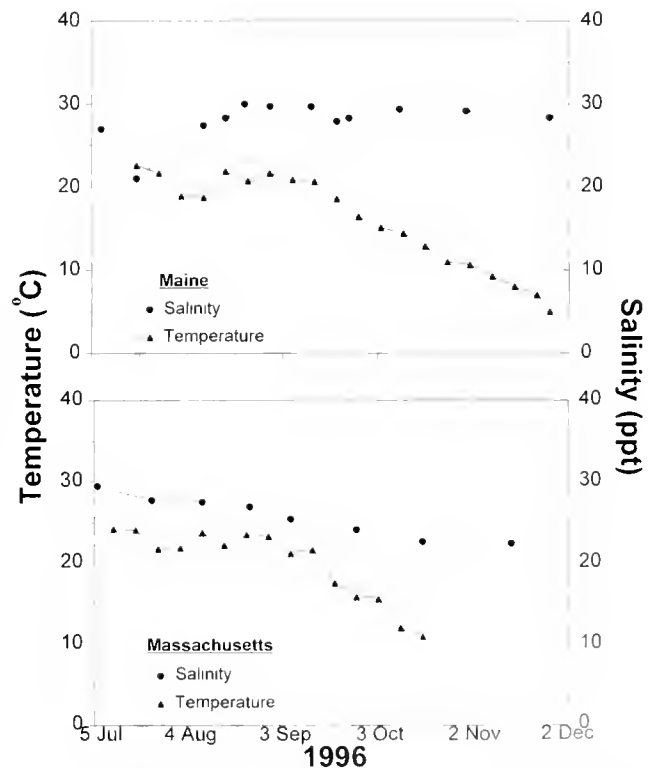 40
40
30
30
20
20
10
10
0
0
Maine
Salinity
Temperature
Temperature (°C)
Salinity (ppt)
40
40
30
30
20
20
10
10
0
0
Massachusetts
Salinity
Temperature
5 Jul 4 Aug 3 Sep 3 Oct 2 Nov 2 Dec
1996